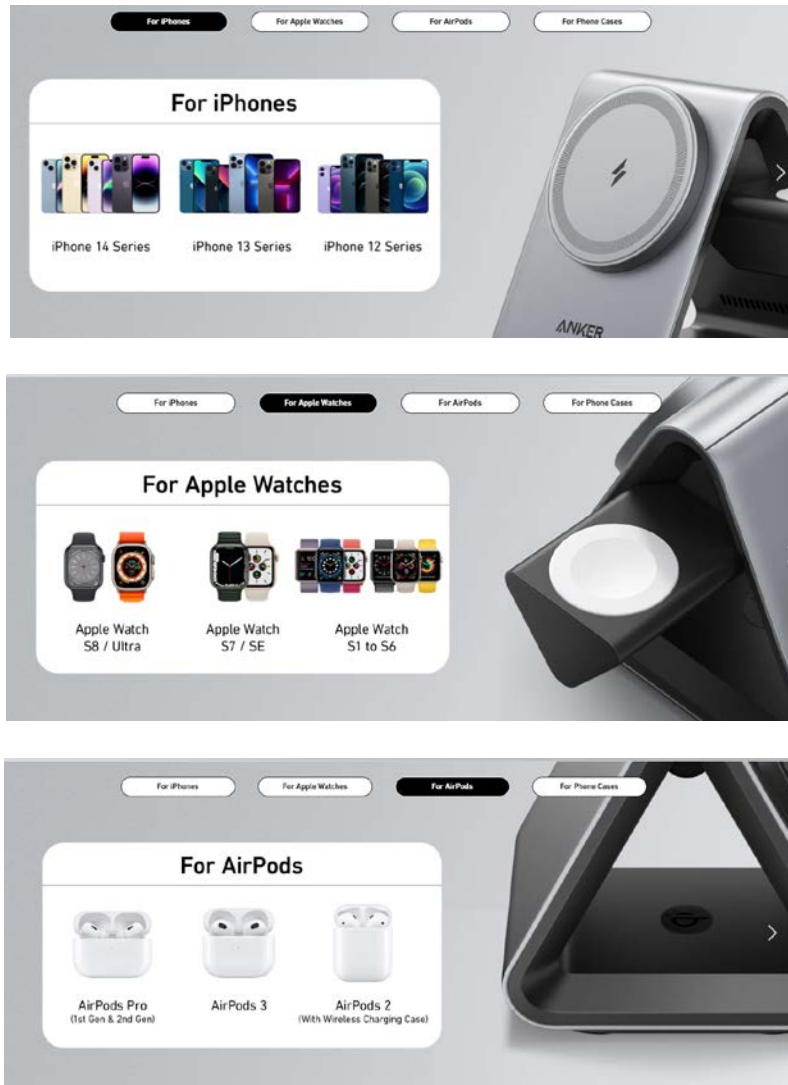 For iPhones
For Apple Watches
For AirPods
For Phone Cases
For iPhones
iPhone 14 Series
iPhone 13 Series
iPhone 12 Series
ANKER
For iPhones
For Apple Watches
For AirPods
For Phone Cases
For Apple Watches
Apple Watch
S8 / Ultra
Apple Watch
S7 / SE
Apple Watch
S1 to S6
For iPhones
For Apple Watches
For AirPods
For Phone Cases
For AirPods
AirPods Pro
(1st Gen & 2nd Gen)
AirPods 3
AirPods 2
(With Wireless Charging Case)